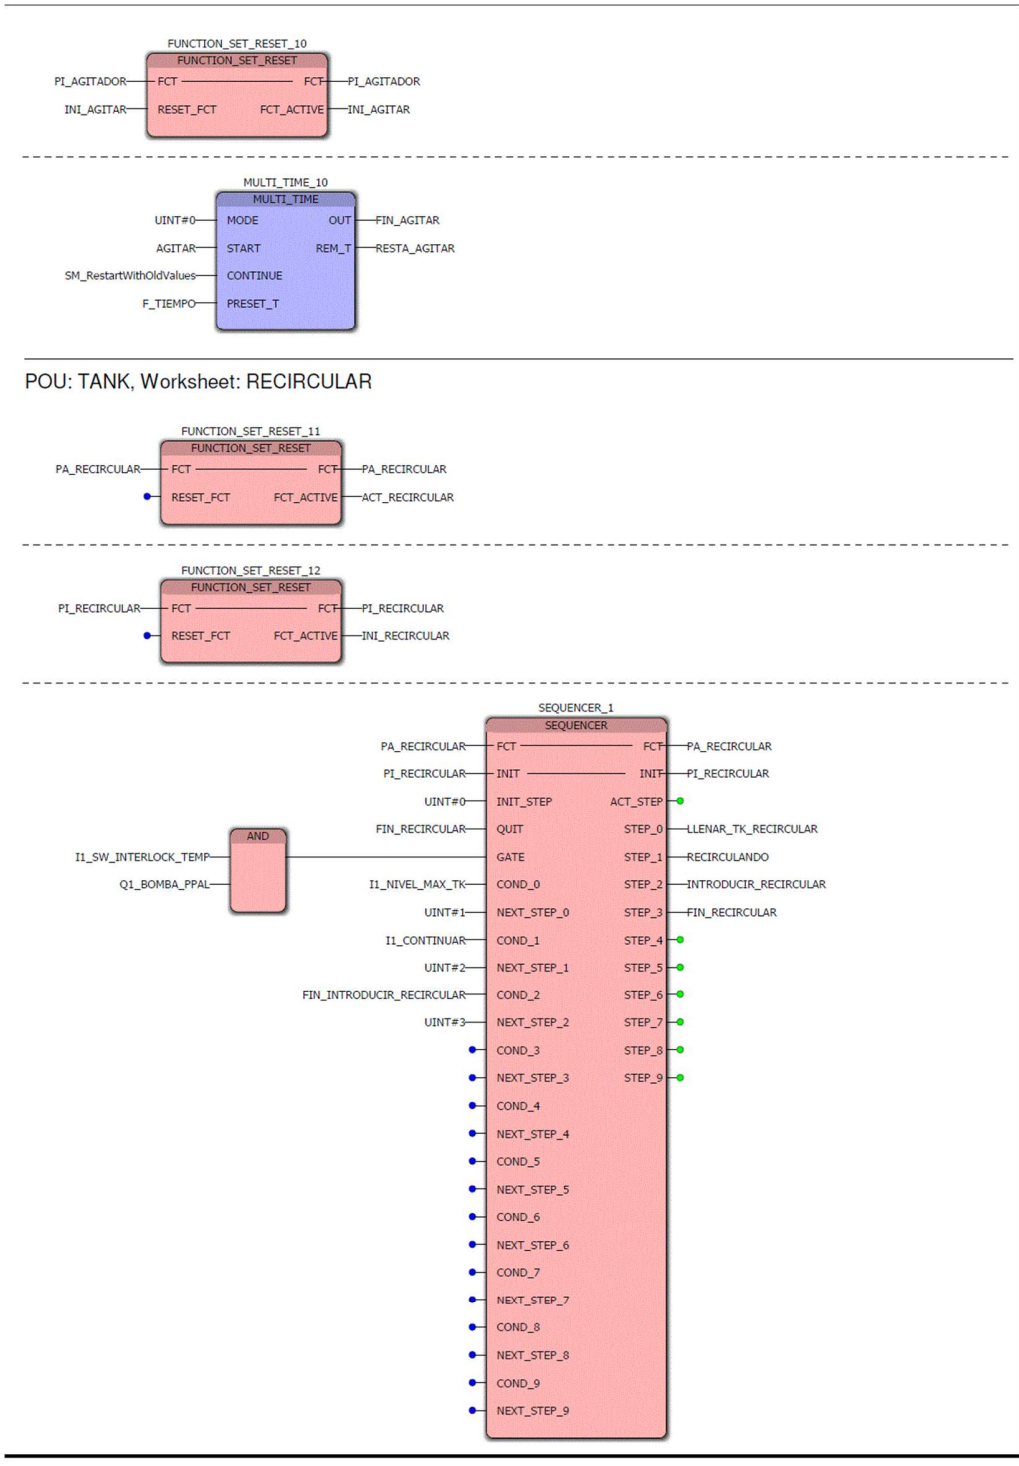 FUNCTION_SET_RESET_10
FUNCTION_SET_RESET
PI_AGITADOR FCT FCT PI_AGITADOR
INI_AGITAR RESET_FCT FCT_ACTIVE INI_AGITAR
MULTI_TIME_10
MULTI_TIME
UINT#0 MODE OUT FIN_AGITAR
AGITAR START REM_T RESTA_AGITAR
SM_RestartWithOldValues CONTINUE
F_TIEMPO PRESET_T
POU: TANK, Worksheet: RECIRCULAR
FUNCTION_SET_RESET_11
FUNCTION_SET_RESET
PA_RECIRCULAR FCT FCT PA_RECIRCULAR
RESET_FCT FCT_ACTIVE ACT_RECIRCULAR
FUNCTION_SET_RESET_12
FUNCTION_SET_RESET
PI_RECIRCULAR FCT FCT PI_RECIRCULAR
RESET_FCT FCT_ACTIVE INI_RECIRCULAR
SEQUENCER_1
SEQUENCER
PA_RECIRCULAR FCT FCT PA_RECIRCULAR
PI_RECIRCULAR INIT INIT PI_RECIRCULAR
UINT#0 INIT_STEP ACT_STEP
FIN_RECIRCULAR QUIT STEP_0 LLENAR_TK_RECIRCULAR
AND
I1_SW_INTERLOCK_TEMP GATE STEP_1 RECIRCULANDO
Q1_BOMBA_PPAL I1_NIVEL_MAX_TK COND_0 STEP_2 INTRODUCIR_RECIRCULAR
UINT#1 NEXT_STEP_0 STEP_3 FIN_RECIRCULAR
I1_CONTINUAR COND_1 STEP_4
UINT#2 NEXT_STEP_1 STEP_5
FIN_INTRODUCIR_RECIRCULAR COND_2 STEP_6
UINT#3 NEXT_STEP_2 STEP_7
COND_3 STEP_8
NEXT_STEP_3 STEP_9
COND_4
NEXT_STEP_4
COND_5
NEXT_STEP_5
COND_6
NEXT_STEP_6
COND_7
NEXT_STEP_7
COND_8
NEXT_STEP_8
COND_9
NEXT_STEP_9